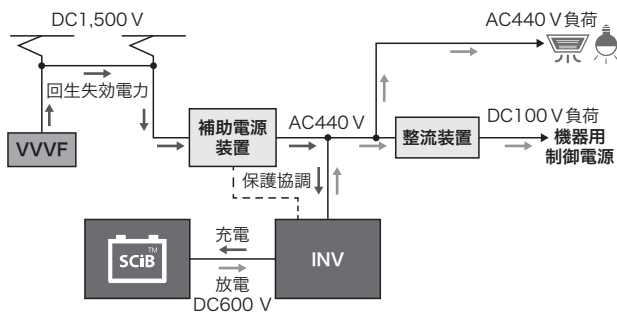 DC1,500 V
AC440 V 負荷
回生失効電力
VVVF
補助電源
装置
AC440 V
整流装置
DC100 V 負荷
機器用
制御電源
保護協調
SCiB
TM
充電
放電
DC600 V
INV